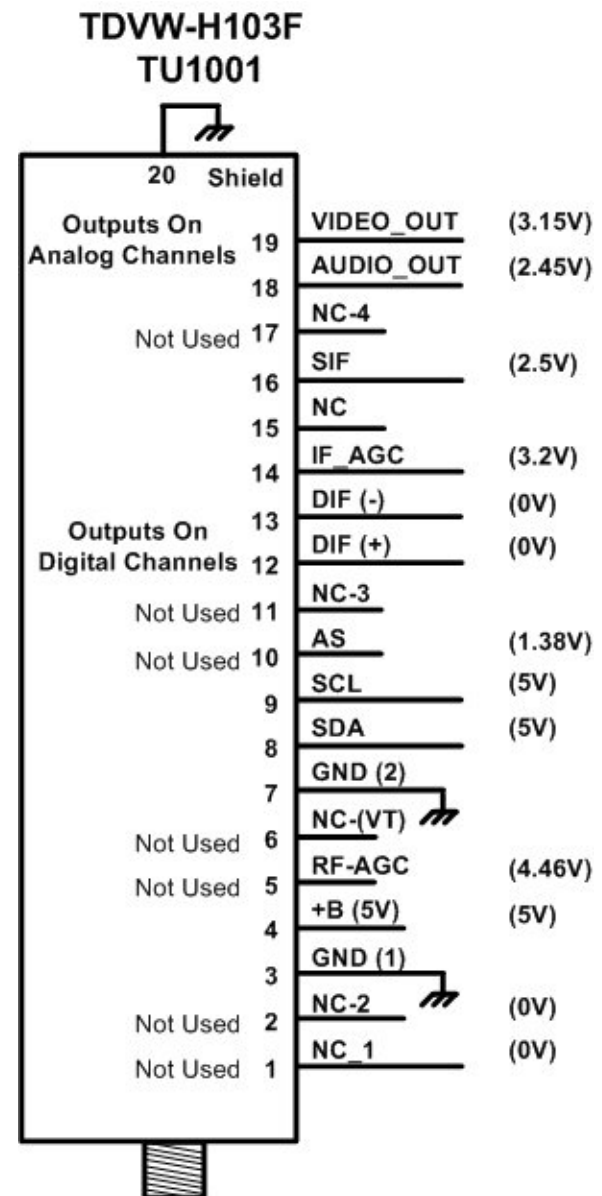 TDVW-H103F
TU1001
20 Shield
Outputs On
Analog Channels
19 VIDEO_OUT (3.15V)
18 AUDIO_OUT (2.45V)
Not Used 17 NC-4
16 SIF (2.5V)
15 NC
14 IF_AGC (3.2V)
13 DIF (-) (0V)
Outputs On
Digital Channels
12 DIF (+) (0V)
Not Used 11 NC-3
Not Used 10 AS (1.38V)
9 SCL (5V)
8 SDA (5V)
7 GND (2)
Not Used 6 NC-(VT)
Not Used 5 RF-AGC (4.46V)
4 +B (5V) (5V)
3 GND (1)
Not Used 2 NC-2 (0V)
Not Used 1 NC_1 (0V)